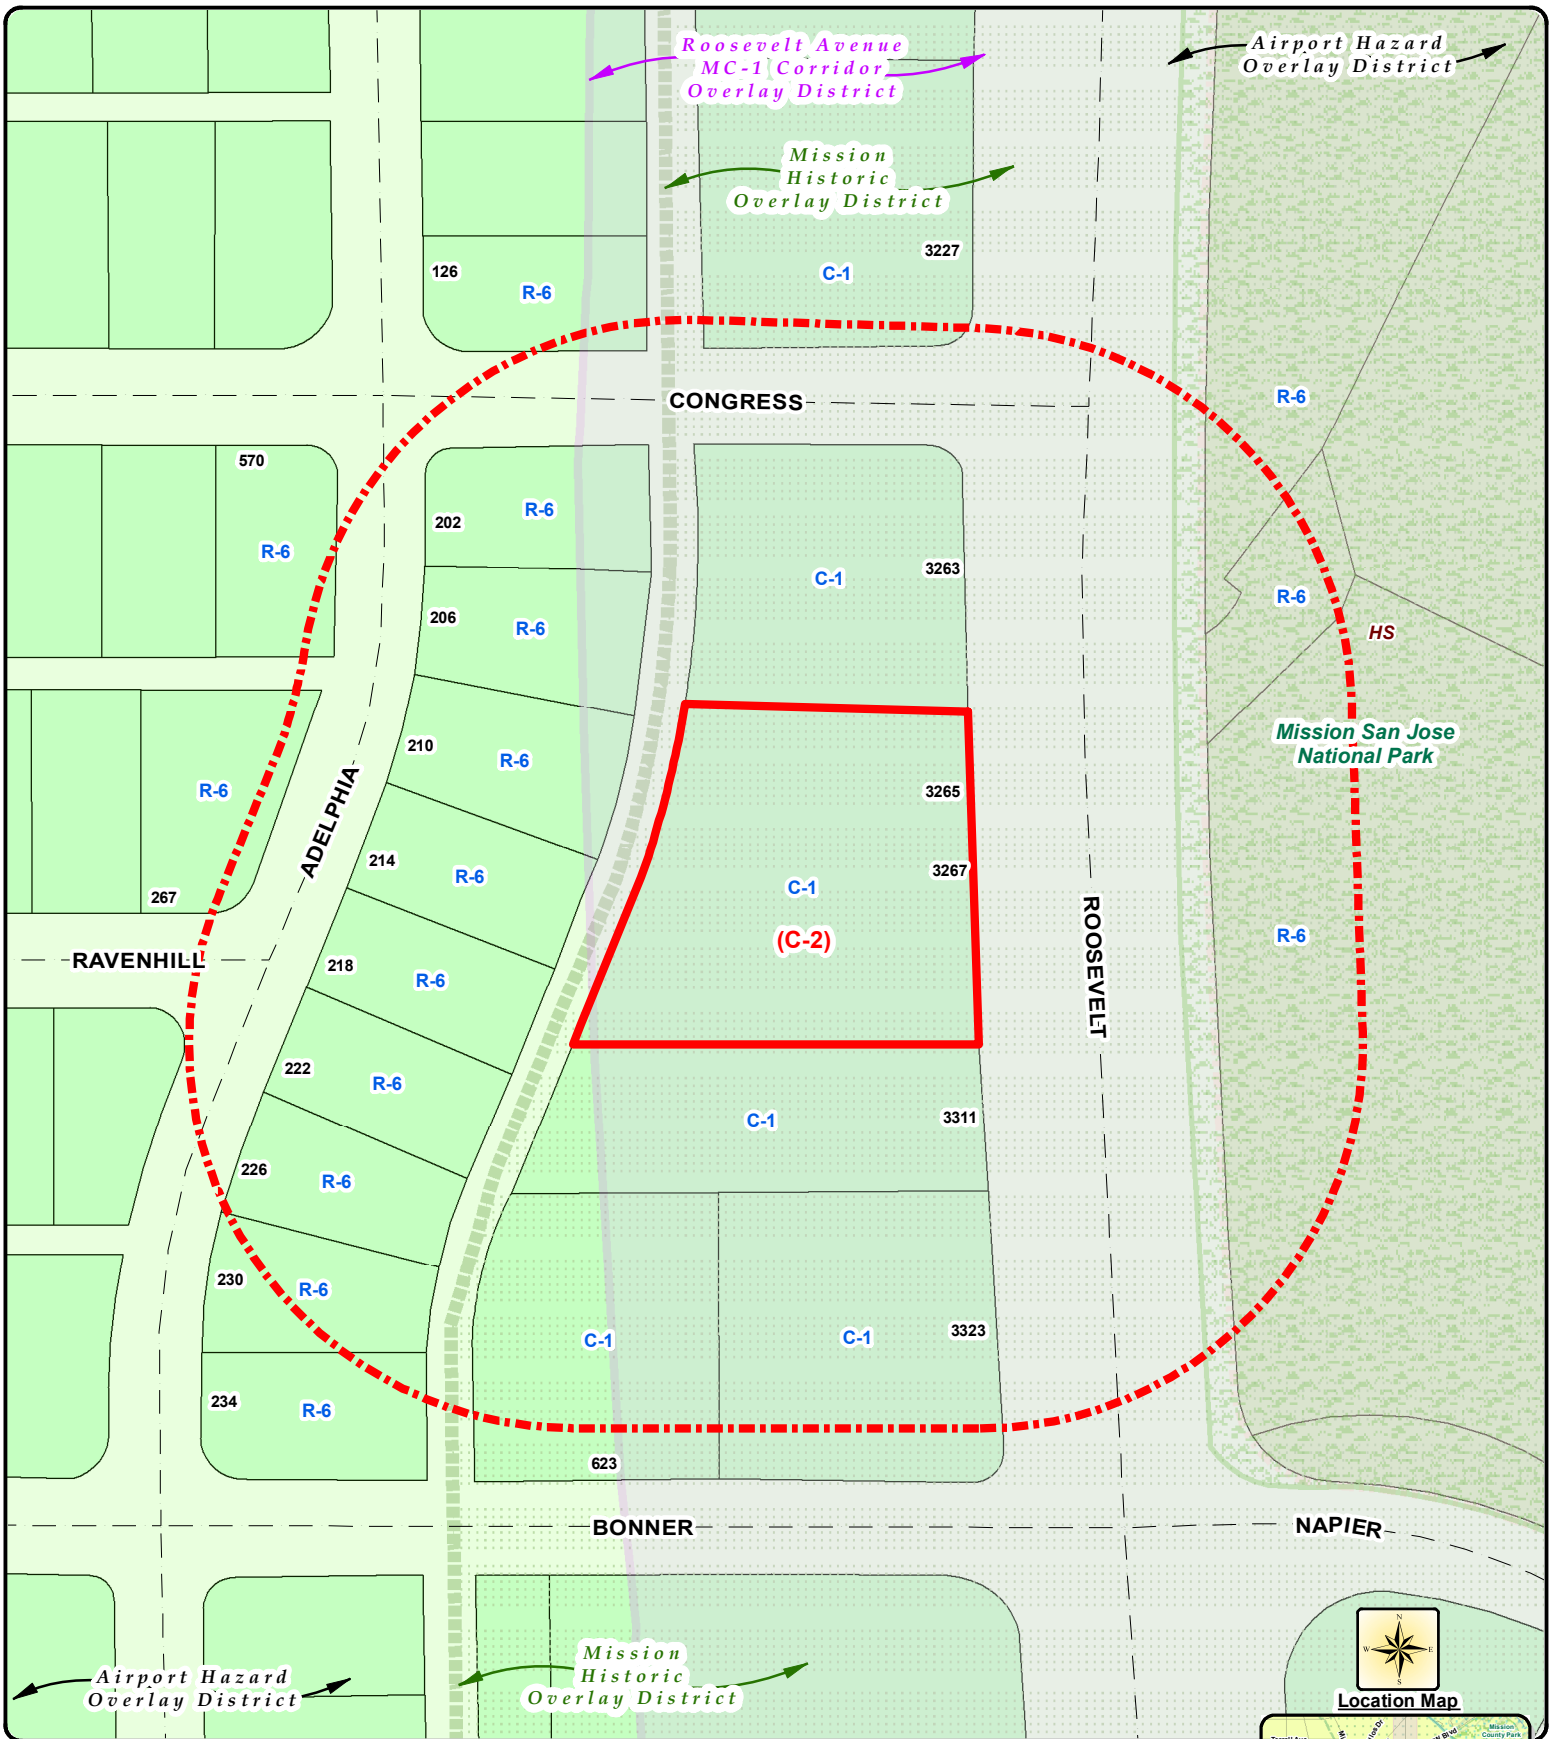 Roosevelt Avenue
MC-1 Corridor
Overlay District
Airport Hazard
Overlay District
Mission
Historic
Overlay District
3227
C-1
126
R-6
CONGRESS
R-6
570
R-6
202
R-6
C-1
3263
206
R-6
R-6
HS
Mission San Jose
National Park
210
R-6
R-6
267
ADELPHIA
214
R-6
3265
3267
C-1
(C-2)
R-6
ROOSEVELT
RAVENHILL
218
R-6
222
R-6
C-1
3311
226
R-6
230
R-6
C-1
C-1
3323
234
R-6
623
BONNER
NAPIER
Airport Hazard
Overlay District
Mission
Historic
Overlay District
N
W
E
S
Location Map
Mission
County Park